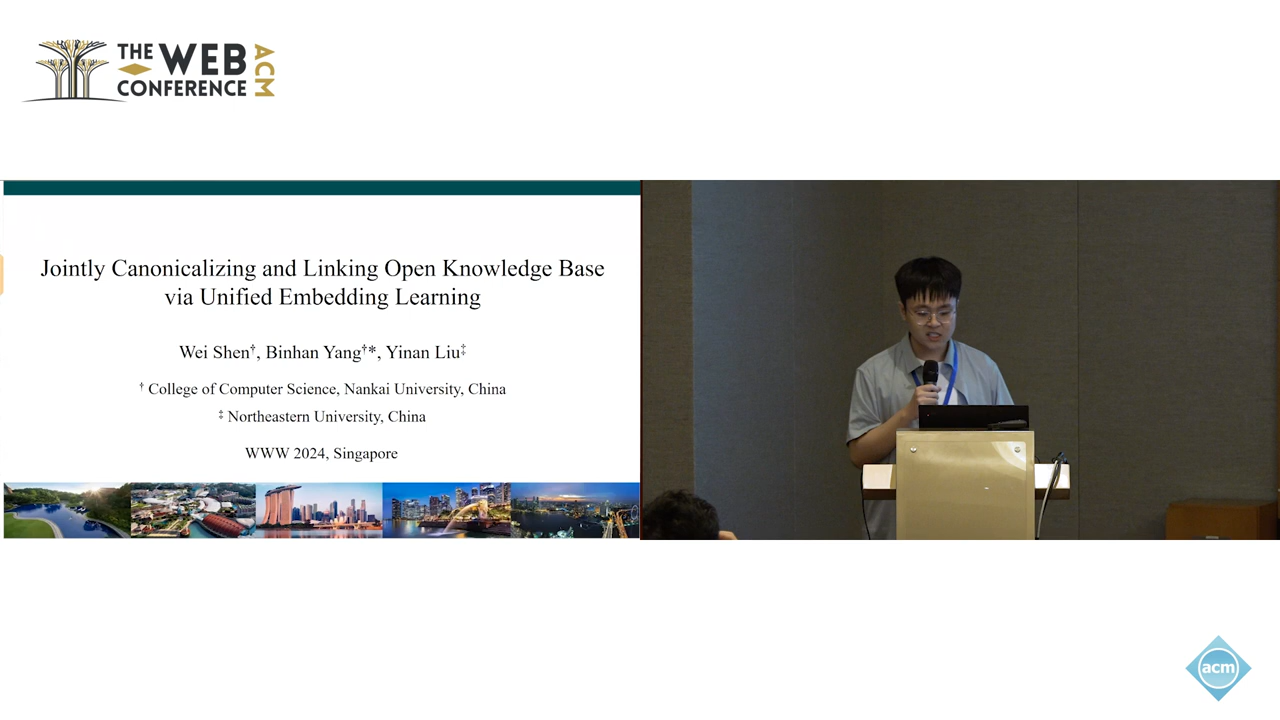 THE WEB CONFERENCE ACM
Jointly Canonicalizing and Linking Open Knowledge Base
via Unified Embedding Learning
Wei Shen†, Binhan Yang†*, Yinan Liu‡
† College of Computer Science, Nankai University, China
‡ Northeastern University, China
WWW 2024, Singapore
acm